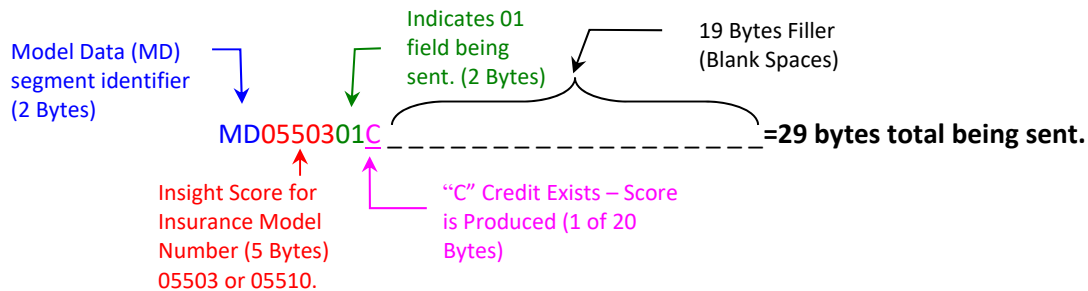 Model Data (MD)
segment identifier
(2 Bytes)
Indicates 01
field being
sent. (2 Bytes)
19 Bytes Filler
(Blank Spaces)
MD0550301C_ _ _ _ _ _ _ _ _ _ _ _ _ _ _ _ _ _ _=29 bytes total being sent.
Insight Score for
Insurance Model
Number (5 Bytes)
05503 or 05510.
“C” Credit Exists – Score
is Produced (1 of 20
Bytes)